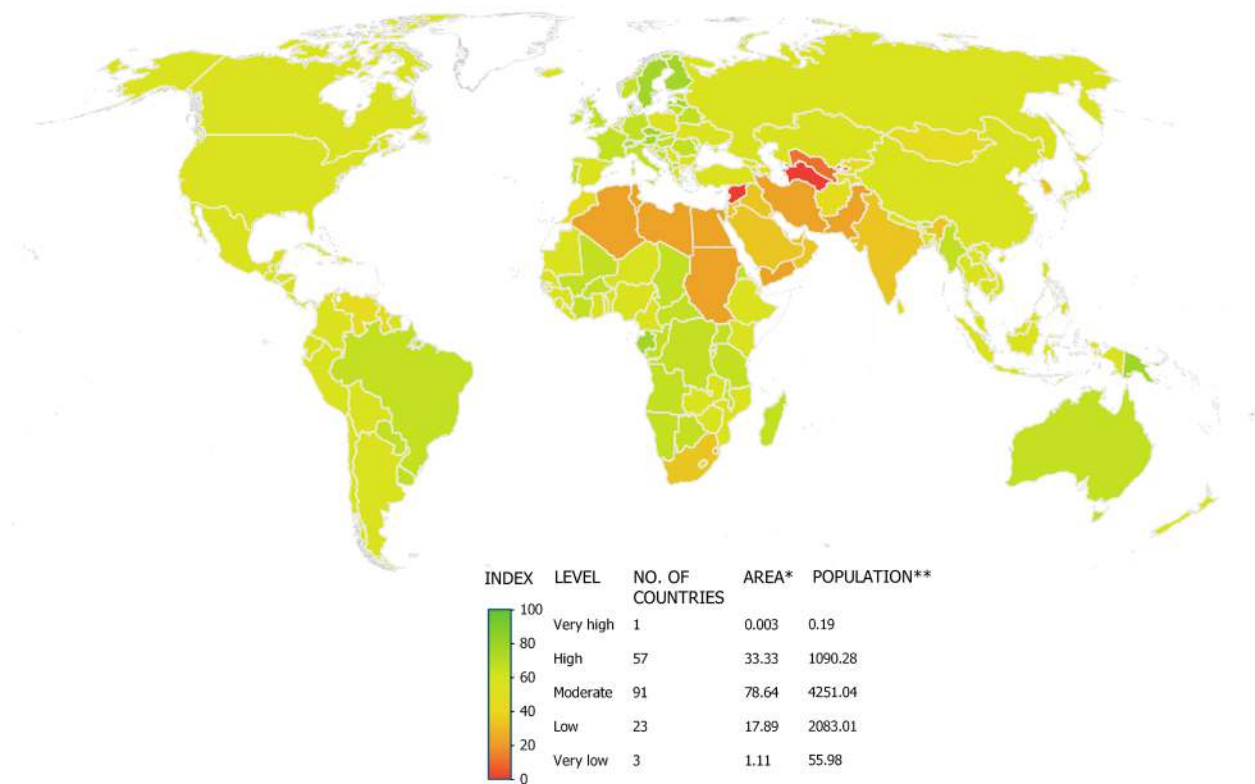 INDEX LEVEL NO. OF COUNTRIES AREA* POPULATION**
100
Very high 1 0.003 0.19
80
High 57 33.33 1090.28
60
Moderate 91 78.64 4251.04
40
Low 23 17.89 2083.01
20
Very low 3 1.11 55.98
0